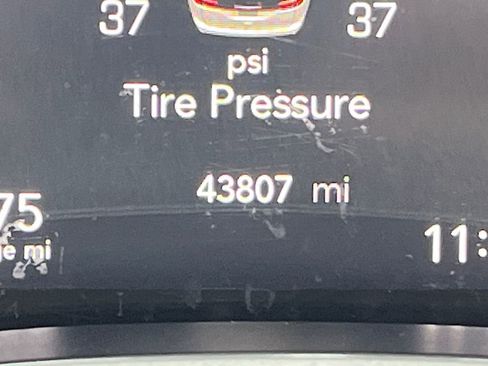 37 37
psi
Tire Pressure
43807 mi
75
mi
11: